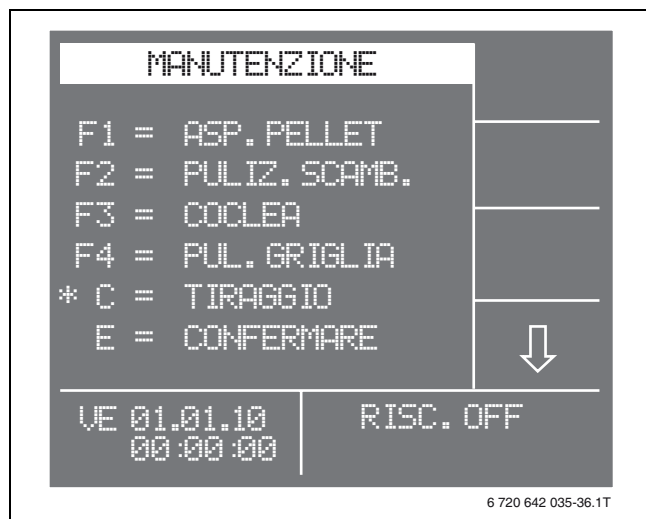 MANUTENZIONE
F1 = ASP. PELLET
F2 = PULIZ. SCAMB.
F3 = COCLEA
F4 = PUL. GRIGLIA
* C = TIRAGGIO
E = CONFERMARE
VE 01.01.10
00:00:00
RISC. OFF
6 720 642 035-36.1T